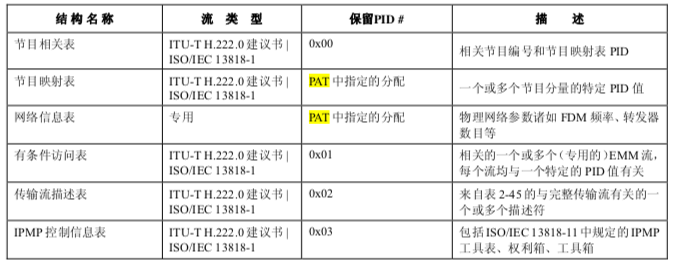 结构名称 流 类 型 保留PID # 描 述
节目相关表 ITU-T H.222.0 建议书 | 0x00 相关节目编号和节目映射表 PID
ISO/IEC 13818-1
节目映射表 ITU-T H.222.0 建议书 | PAT 中指定的分配 一个或多个节目分量的特定 PID 值
ISO/IEC 13818-1
网络信息表 专用 PAT 中指定的分配 物理网络参数诸如 FDM 频率、转发器
数目等
有条件访问表 ITU-T H.222.0 建议书 | 0x01 相关的一个或多个（专用的）EMM 流，
ISO/IEC 13818-1 每个流均与一个特定的 PID 值有关
传输流描述表 ITU-T H.222.0 建议书 | 0x02 来自表 2-45 的与完整传输流有关的一
ISO/IEC 13818-1 个或多个描述符
IPMP 控制信息表 ITU-T H.222.0 建议书 | 0x03 包括 ISO/IEC 13818-11 中规定的 IPMP
ISO/IEC 13818-1 工具表、权利箱、工具箱